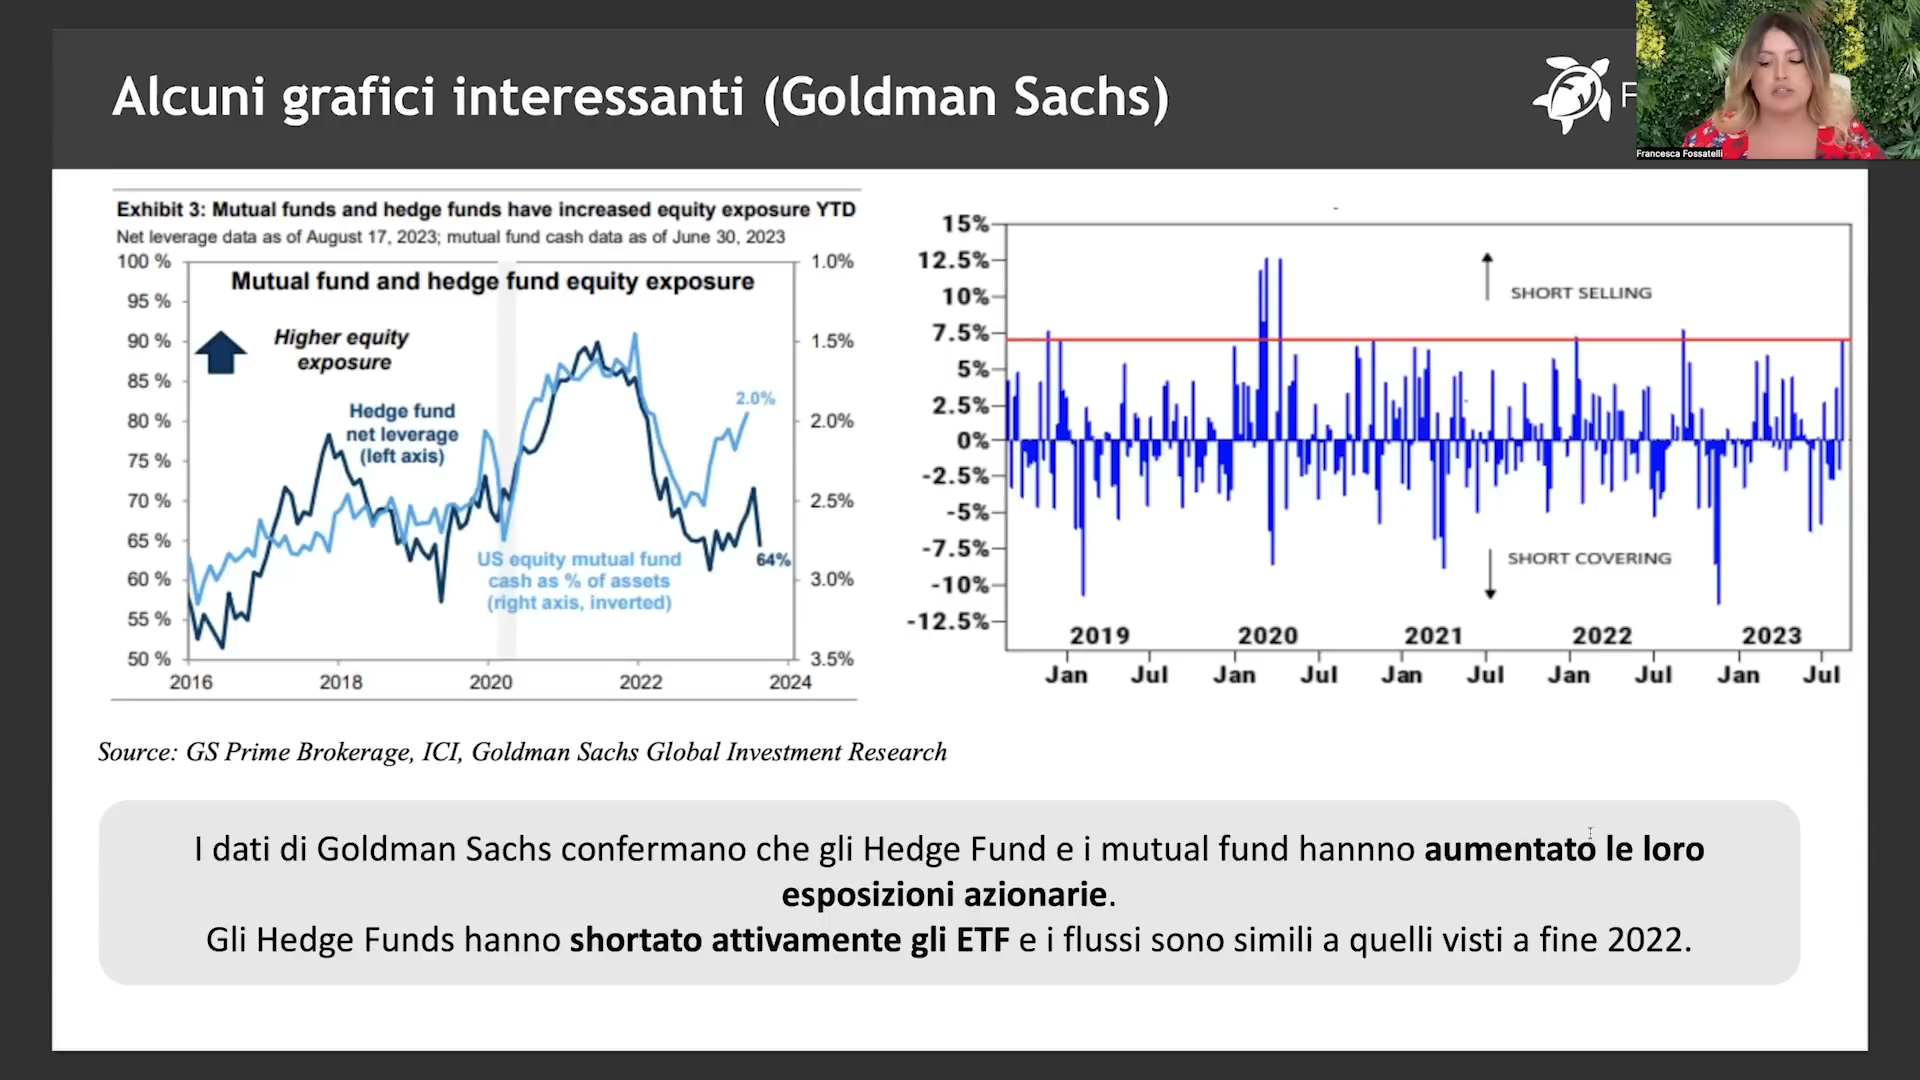 Alcuni grafici interessanti (Goldman Sachs)
F
Francesca Fossatelli
Exhibit 3: Mutual funds and hedge funds have increased equity exposure YTD
Net leverage data as of August 17, 2023; mutual fund cash data as of June 30, 2023
Mutual fund and hedge fund equity exposure
100 %
95 %
90 %
85 %
80 %
75 %
70 %
65 %
60 %
55 %
50 %
1.0%
1.5%
2.0%
2.5%
3.0%
3.5%
Higher equity
exposure
Hedge fund
net leverage
(left axis)
2.0%
64%
US equity mutual fund
cash as % of assets
(right axis, inverted)
2016 2018 2020 2022 2024
15%
12.5%
10%
7.5%
5%
2.5%
0%
-2.5%
-5%
-7.5%
-10%
-12.5%
SHORT SELLING
SHORT COVERING
2019 2020 2021 2022 2023
Jan Jul Jan Jul Jan Jul Jan Jul Jan Jul
Source: GS Prime Brokerage, ICI, Goldman Sachs Global Investment Research
I dati di Goldman Sachs confermano che gli Hedge Fund e i mutual fund hannno aumentato le loro
esposizioni azionarie.
Gli Hedge Funds hanno shortato attivamente gli ETF e i flussi sono simili a quelli visti a fine 2022.